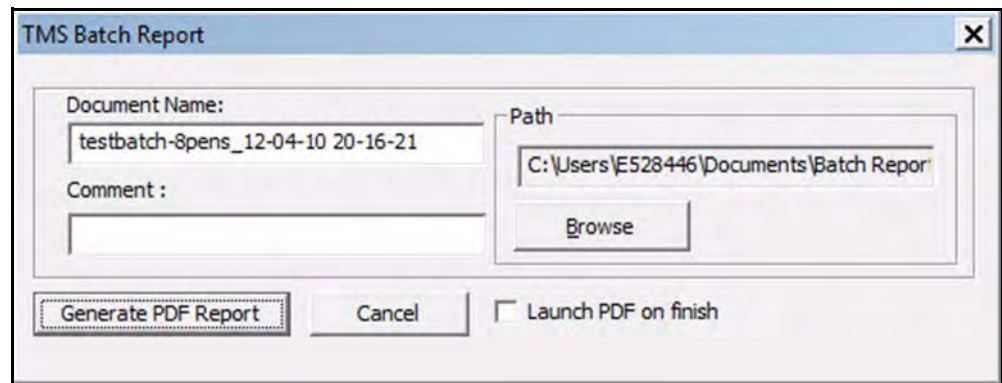 TMS Batch Report
Document Name:
testbatch-8pens_12-04-10 20-16-21
Comment :
Path
C:\Users\E528446\Documents\Batch Repor
Browse
Generate PDF Report
Cancel
Launch PDF on finish